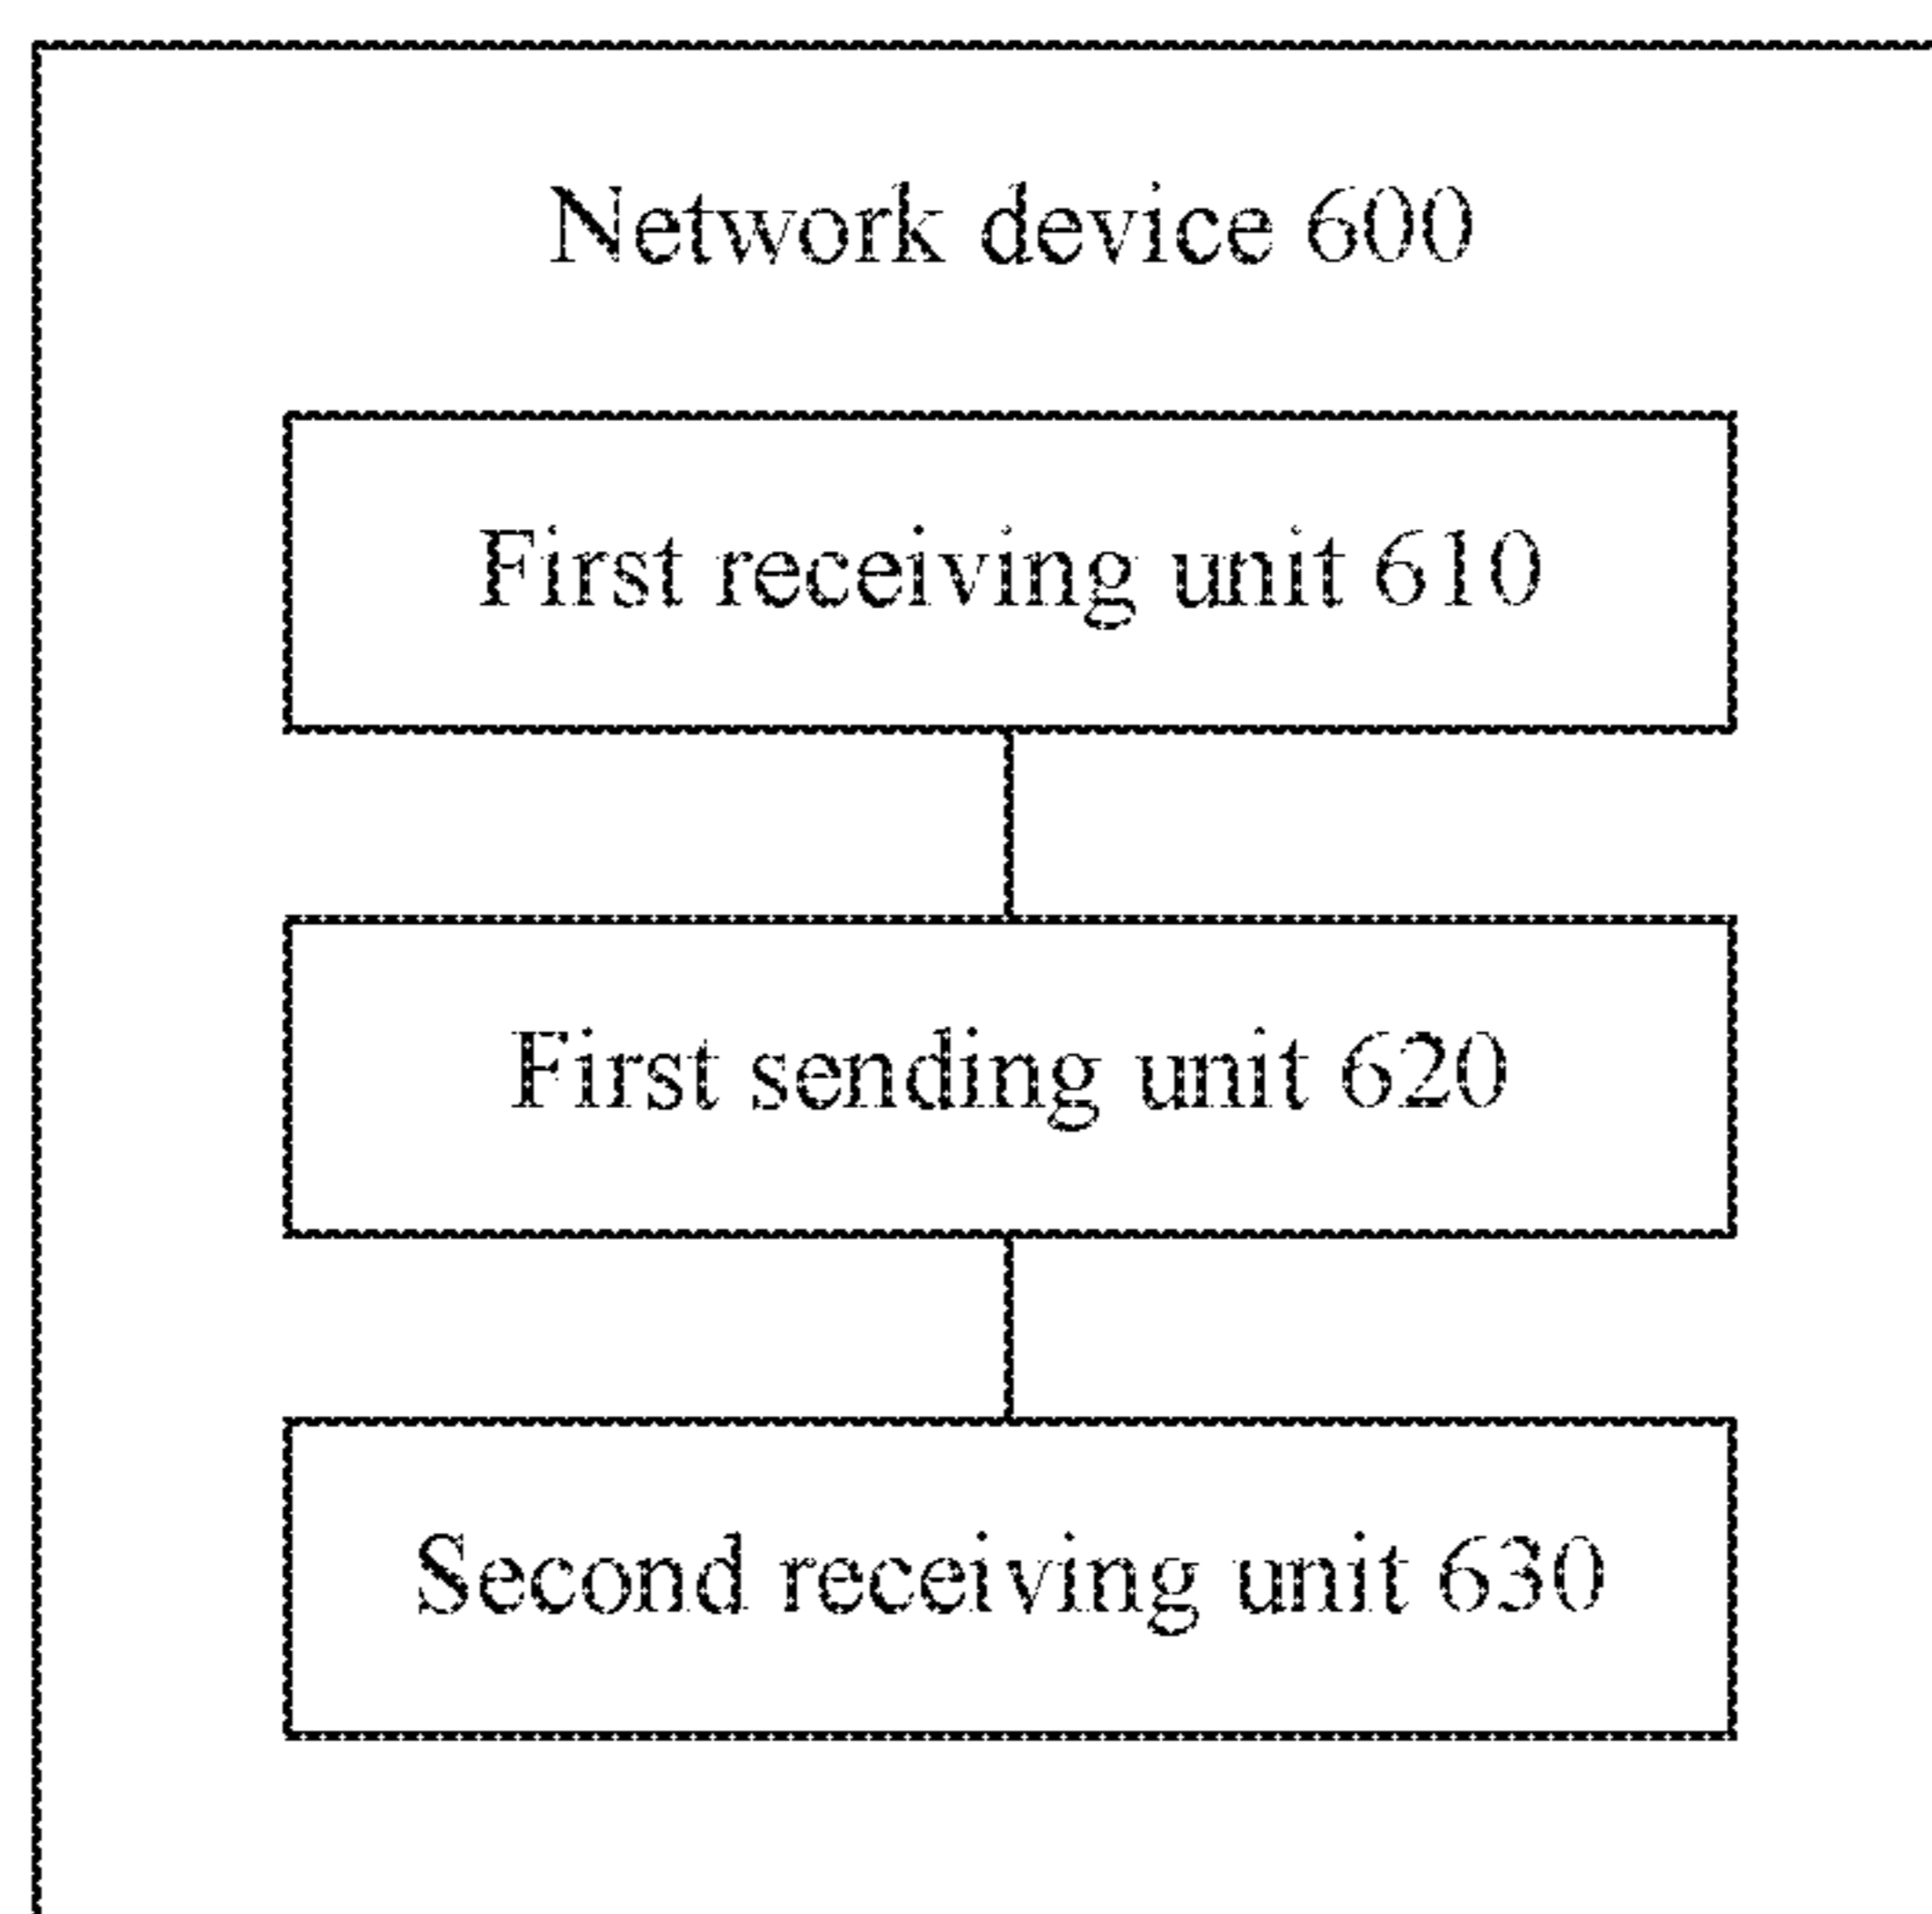 Network device 600
First receiving unit 610
First sending unit 620
Second receiving unit 630